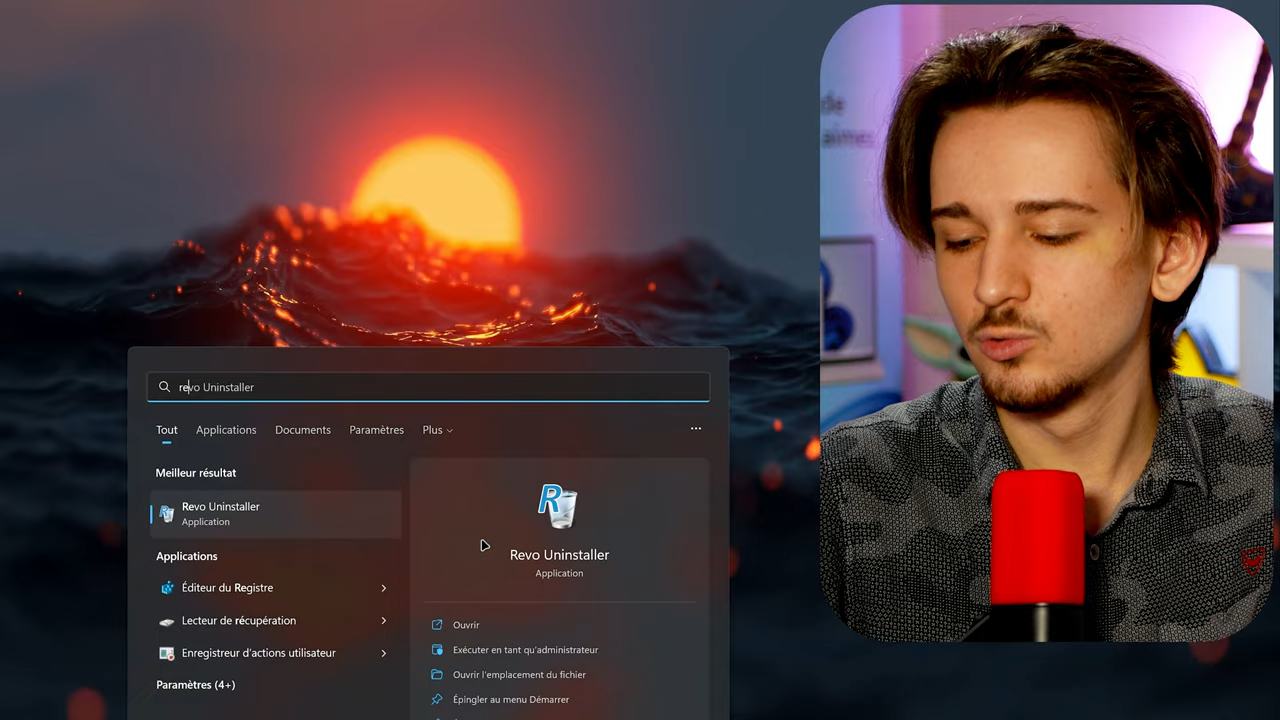 revo Uninstaller
Tout Applications Documents Paramètres Plus
Meilleur résultat
Revo Uninstaller
Application
Applications
Éditeur du Registre
Lecteur de récupération
Enregistreur d'actions utilisateur
Paramètres (4+)
R
Revo Uninstaller
Application
Ouvrir
Exécuter en tant qu'administrateur
Ouvrir l'emplacement du fichier
Épingler au menu Démarrer
de